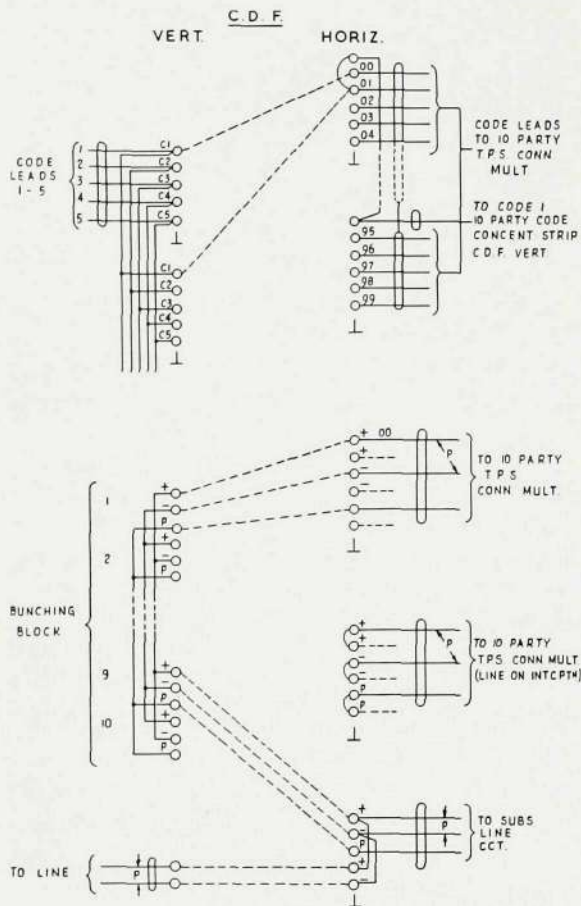 C.D.F.
VERT.
HORIZ.
00
01
02
03
04
CODE LEADS
TO 10 PARTY
T.P.S. CONN
MULT
CODE
LEADS
1-5
1
2
3
4
5
C1
C2
C3
C4
C5
TO CODE 1
10 PARTY CODE
CONCENT STRIP
C.D.F. VERT.
95
96
97
98
99
C1
C2
C3
C4
C5
+ 00
+
-
-
P
TO 10 PARTY
T P S
CONN MULT.
BUNCHING
BLOCK
1
+
-
P
2
+
-
P
9
+
-
P
10
+
-
P
+
+
-
-
P
P
P
TO 10 PARTY
TPS CONN MULT
(LINE ON INTCPT)
+
-
P
+
-
P
TO SUBS
LINE
CCT.
TO LINE
P